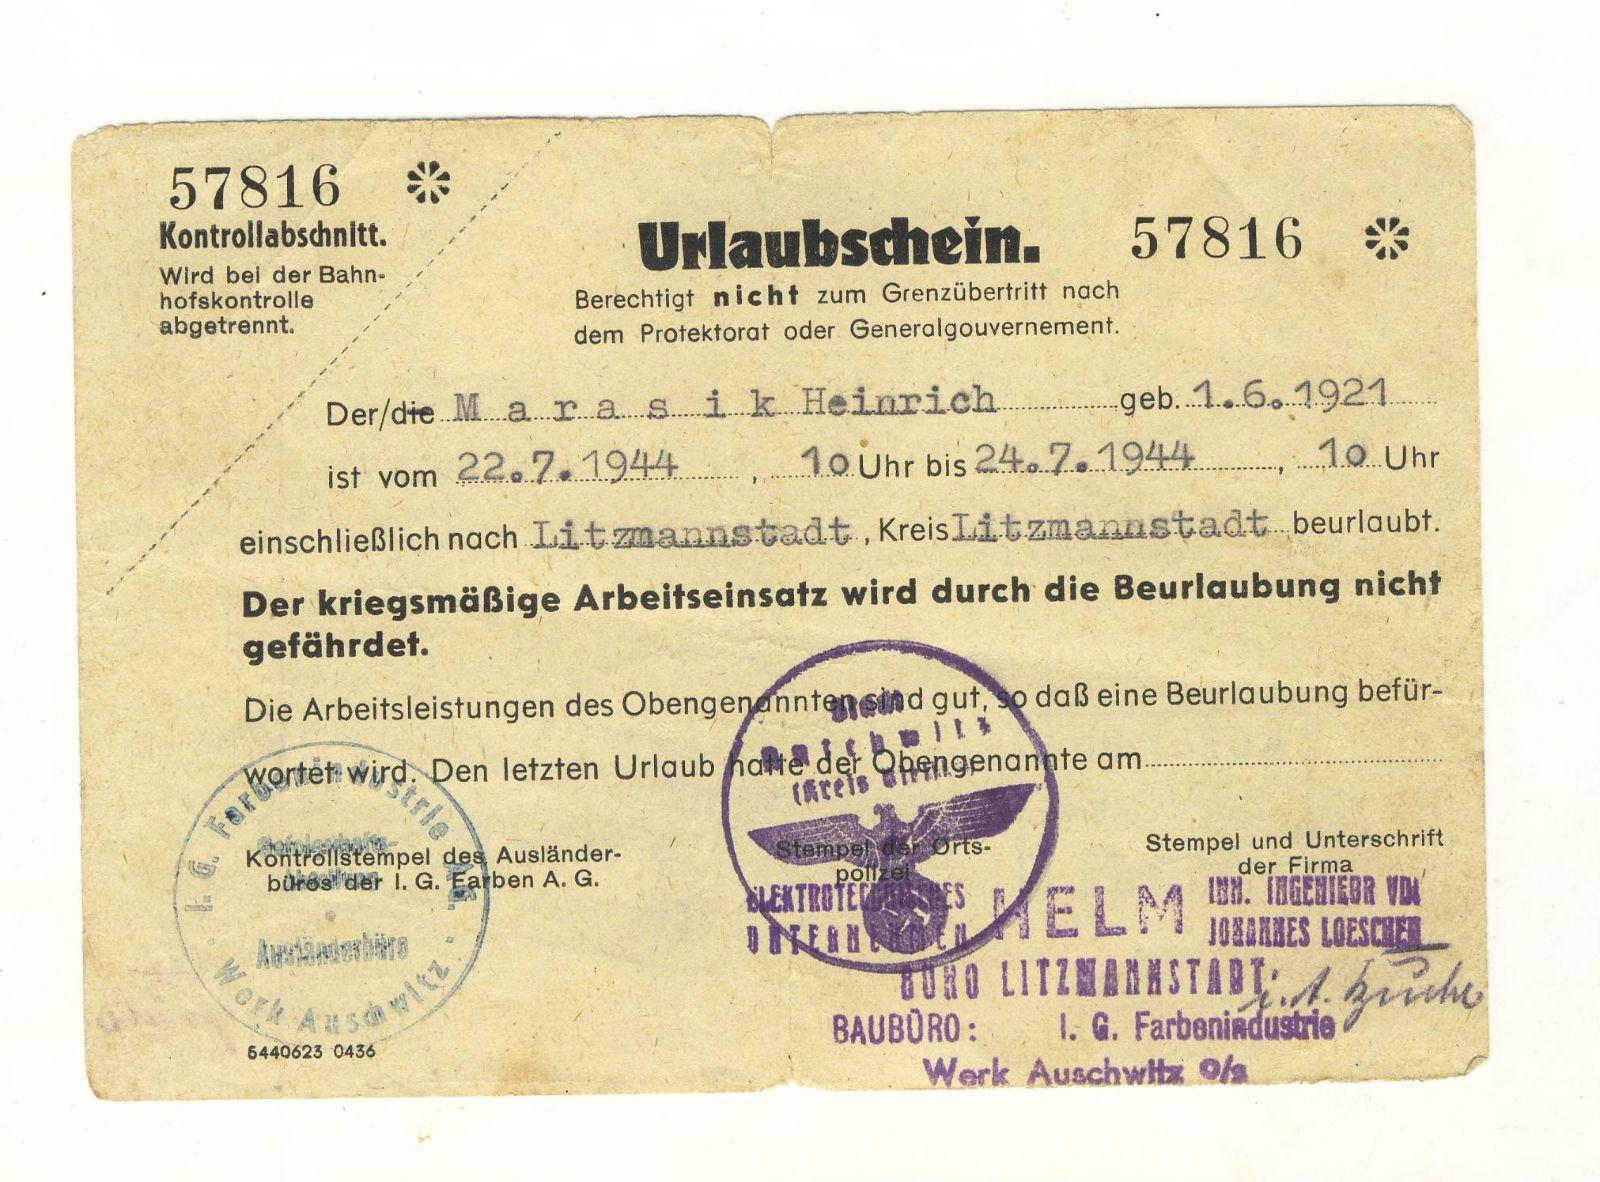 57816
Kontrollabschnitt.
Wird bei der Bahn-
hofskontrolle
abgetrennt.
Urlaubschein.
57816
Berechtigt nicht zum Grenzübertritt nach
dem Protektorat oder Generalgouvernement.
Der/die Marasik Heinrich geb. 1.6.1921
ist vom 22.7.1944, 10 Uhr bis 24.7.1944, 10 Uhr
einschließlich nach Litzmannstadt, Kreis Litzmannstadt beurlaubt.
Der kriegsmäßige Arbeitseinsatz wird durch die Beurlaubung nicht
gefährdet.
Die Arbeitsleistungen des Obengenannten sind gut, so daß eine Beurlaubung befür-
wortet wird. Den letzten Urlaub hatte der Obengenannte am
Kontrollstempel des Ausländer-
büros der I. G. Farben A. G.
Stempel der Orts-
polizei
Stempel und Unterschrift
der Firma
I. G. Farbenindustrie A.G.
Gefolgschafts-
Abteilung
Ausländerbüro
Werk Auschwitz
Auschwitz
(Kreis
ELEKTROTECHNISCHES
UNTERNEHMEN
HELM
INH. INGENIEUR VDI
JOHANNES LOESCHEN
BÜRO LITZMANNSTADT
i. A.
BAUBÜRO: I. G. Farbenindustrie
Werk Auschwitz O/s
5440623 0436